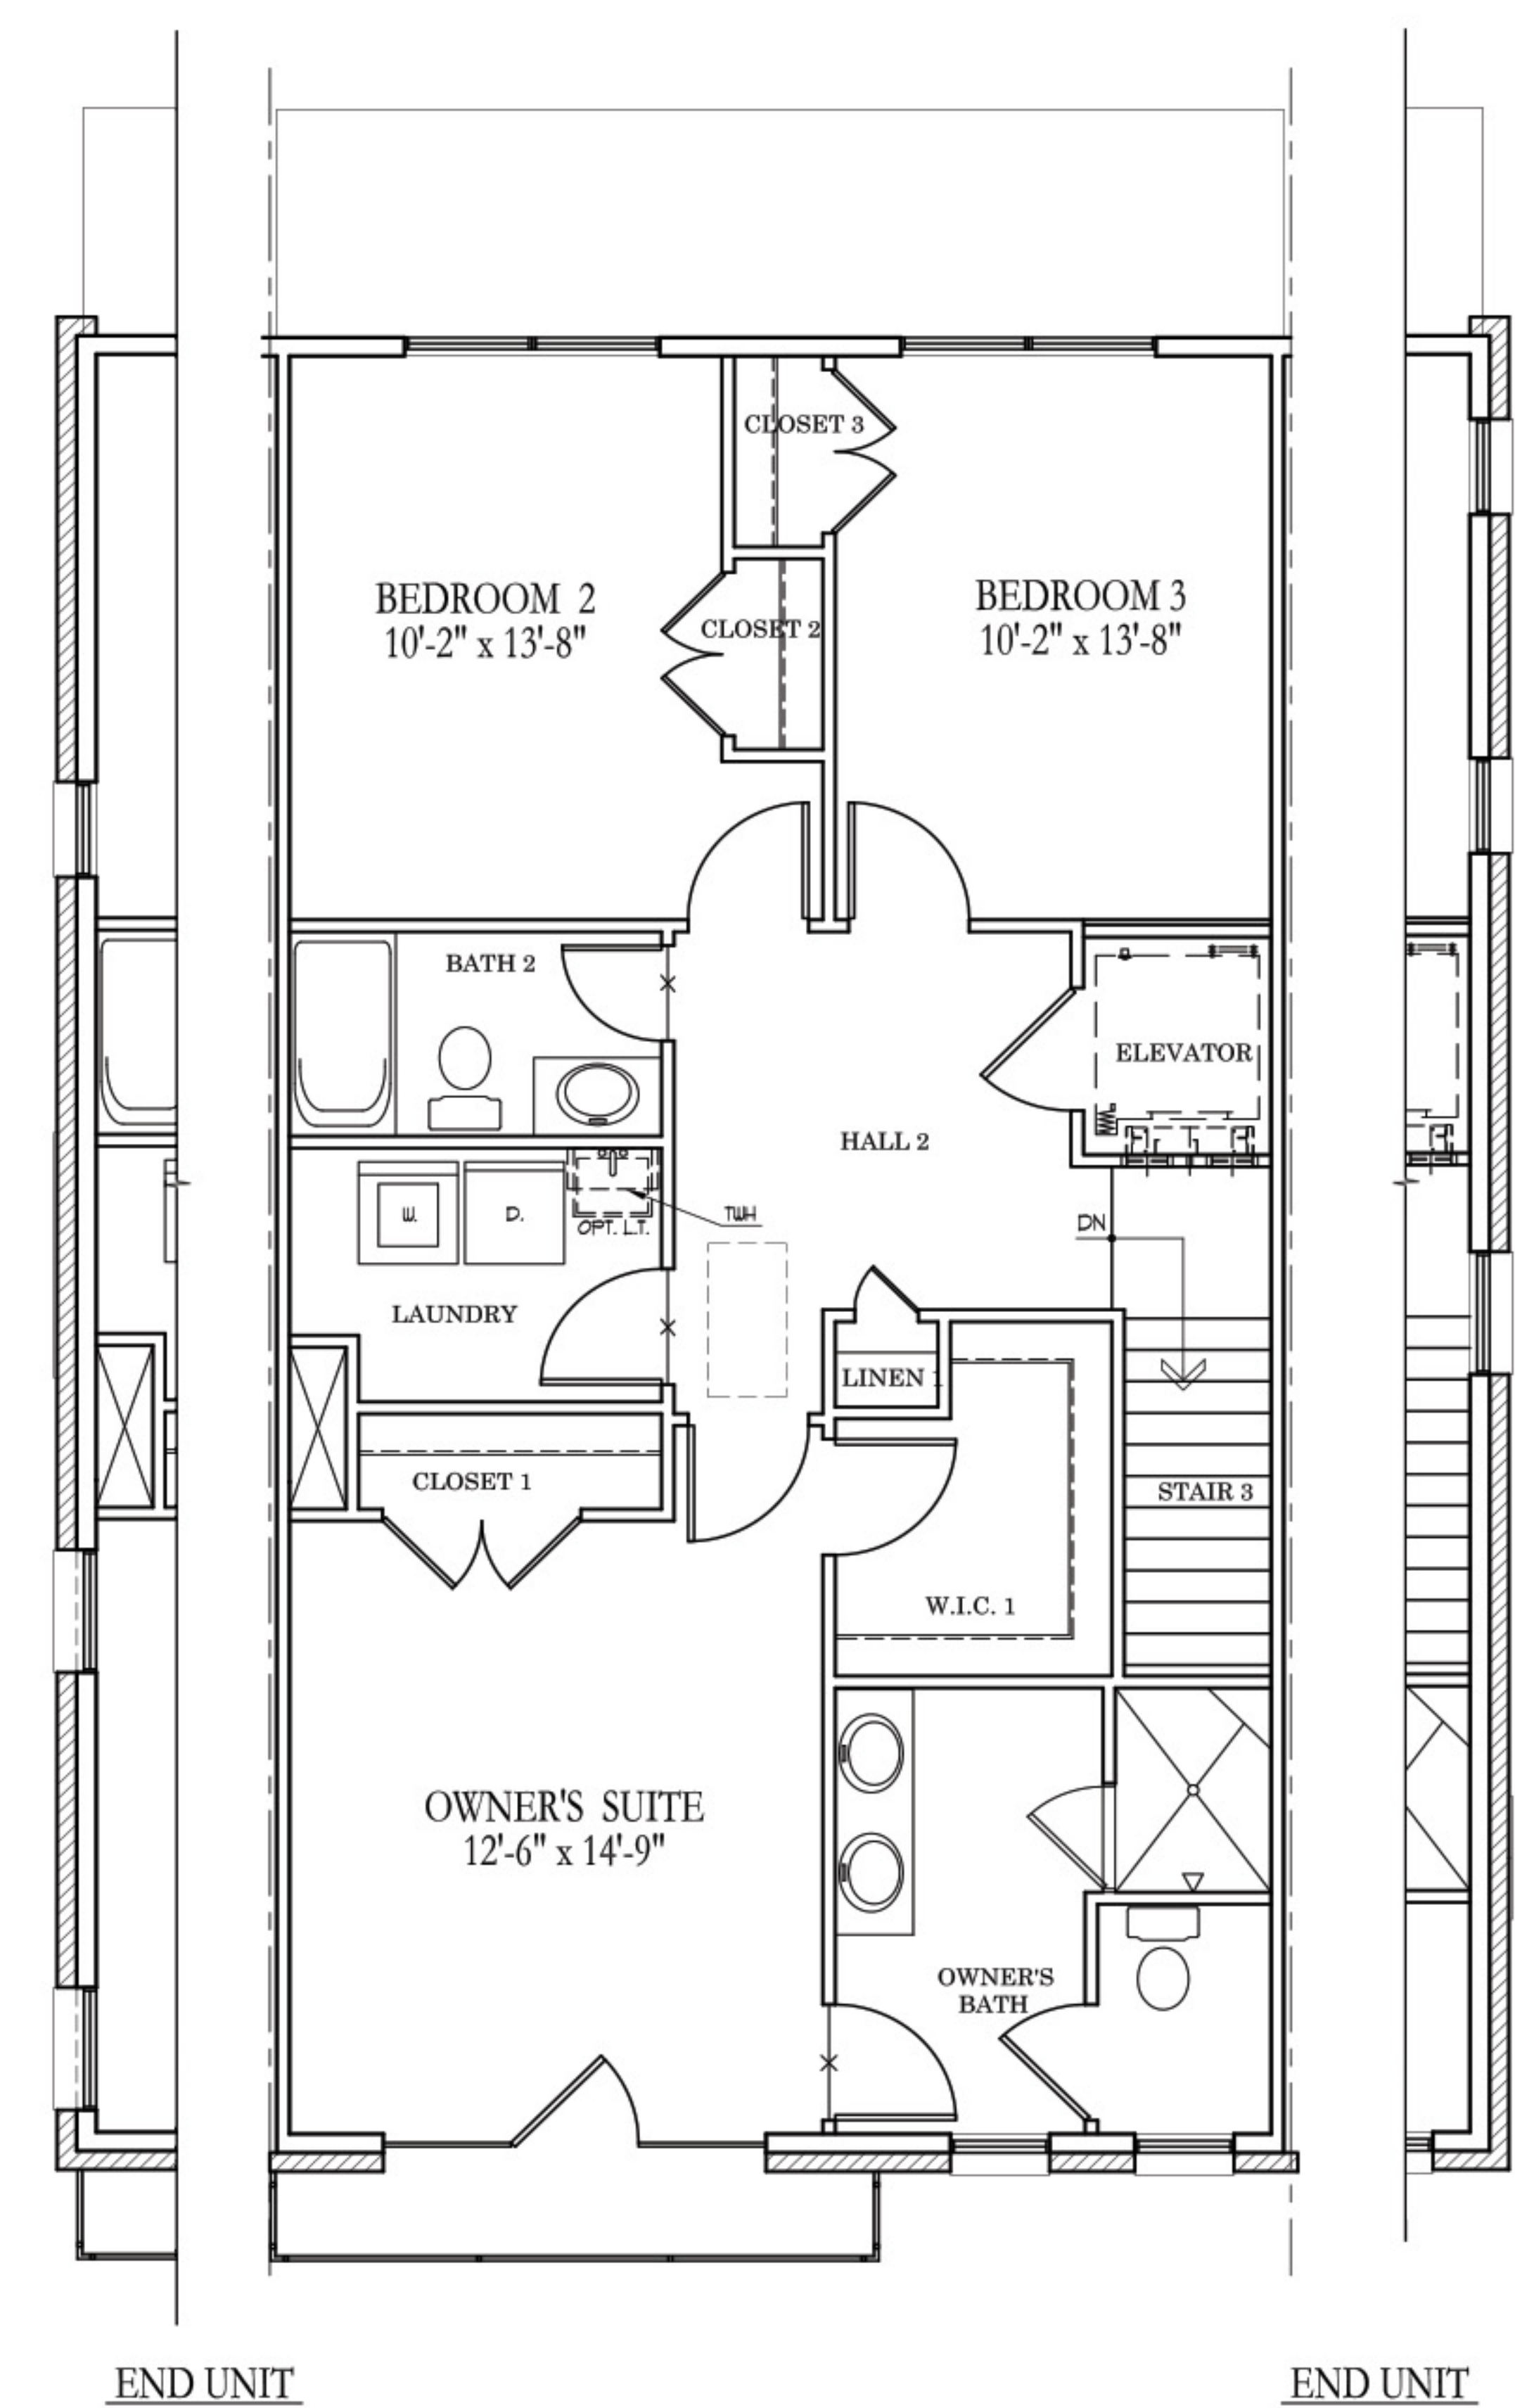 CLOSET 3
BEDROOM 2
10'-2" x 13'-8"
CLOSET 2
BEDROOM 3
10'-2" x 13'-8"
BATH 2
ELEVATOR
HALL 2
W.
D.
OPT. L.T.
TWH
DN
LAUNDRY
LINEN 1
CLOSET 1
STAIR 3
W.I.C. 1
OWNER'S SUITE
12'-6" x 14'-9"
OWNER'S
BATH
END UNIT
END UNIT